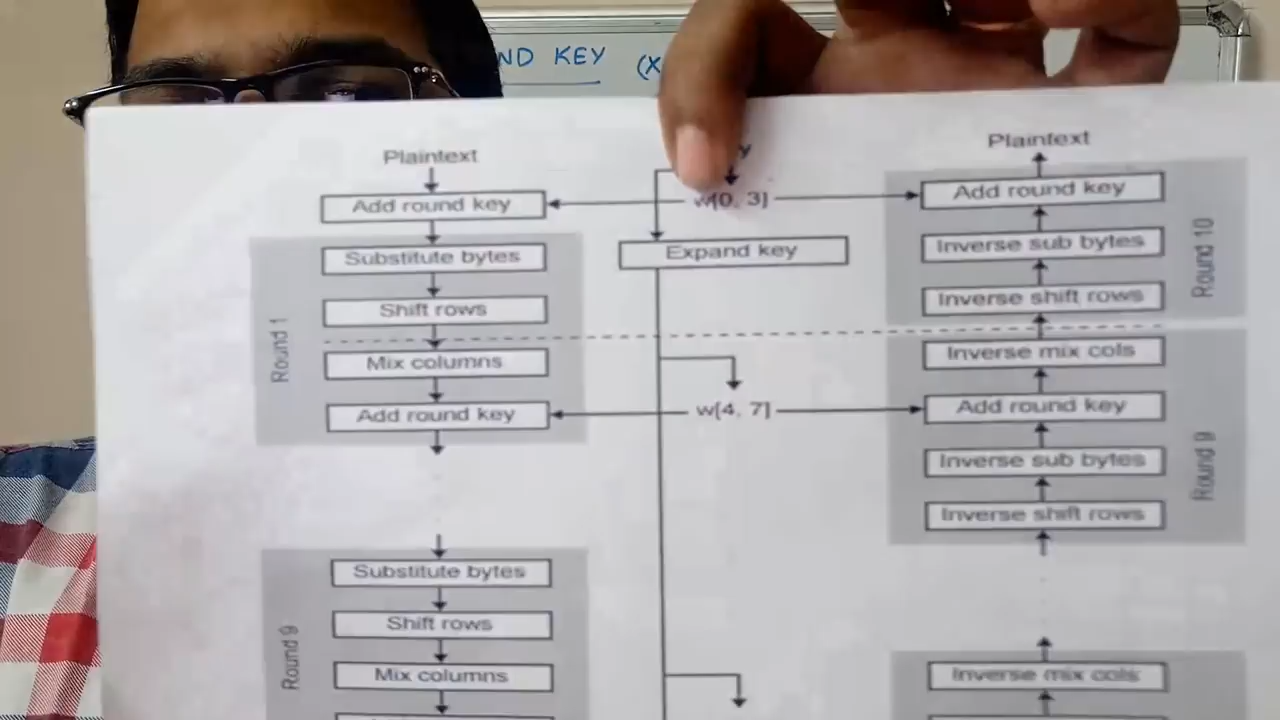 KEY (X
Plaintext
Add round key
Round 1
Substitute bytes
Shift rows
Mix columns
Add round key
Round 9
Substitute bytes
Shift rows
Mix columns
w[0, 3]
Expand key
w[4, 7]
Plaintext
Add round key
Inverse sub bytes
Inverse shift rows
Round 10
Inverse mix cols
Add round key
Inverse sub bytes
Inverse shift rows
Round 9
Inverse mix cols